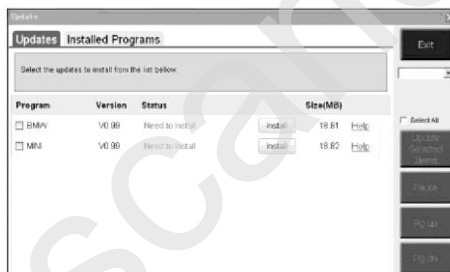 Update
Updates Installed Programs
Exit
Select the updates to install from the list below:
Program Version Status Size(MB)
Select All
BMW V0.99 Need to Install Install 18.81 Help
MINI V0.99 Need to Install Install 18.82 Help
Update
Selected
Items
Pause
Pg up
Pg dn